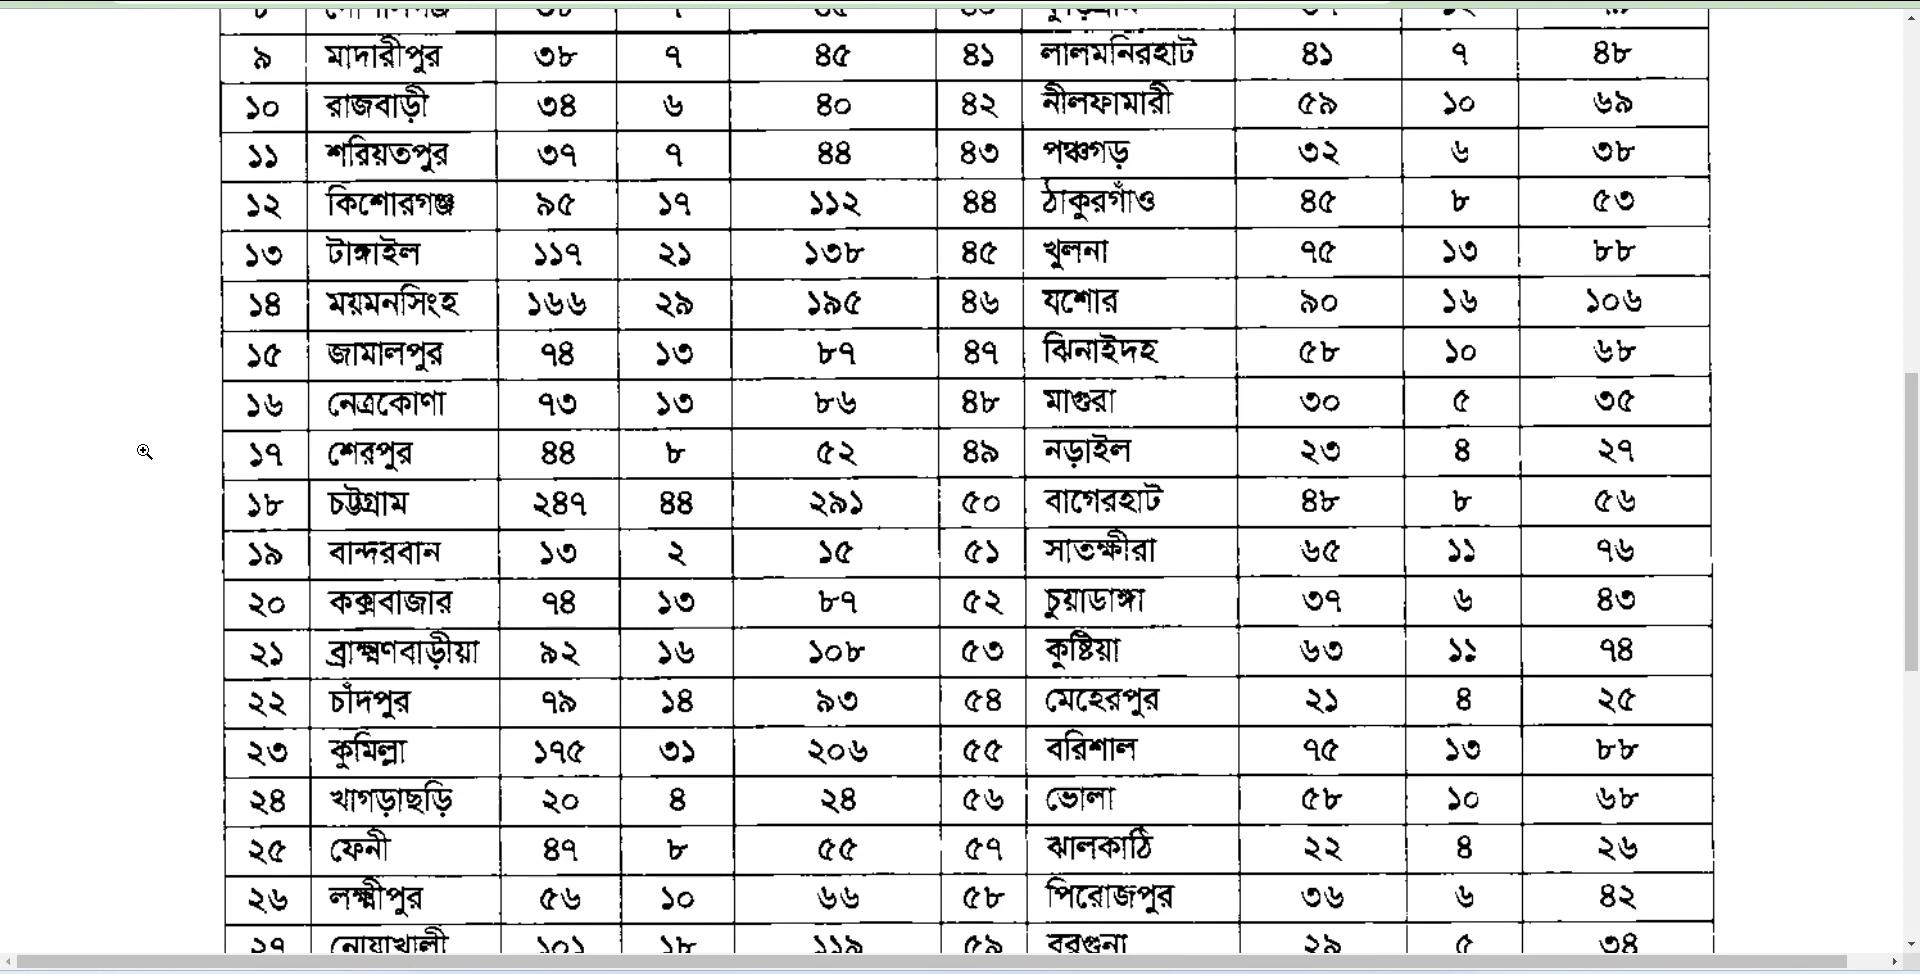 ৯ মাদারীপুর ৩৮ ৭ ৪৫ ৪১ লালমনিরহাট ৪১ ৭ ৪৮
১০ রাজবাড়ী ৩৪ ৬ ৪০ ৪২ নীলফামারী ৫৯ ১০ ৬৯
১১ শরিয়তপুর ৩৭ ৭ ৪৪ ৪৩ পঞ্চগড় ৩২ ৬ ৩৮
১২ কিশোরগঞ্জ ৯৫ ১৭ ১১২ ৪৪ ঠাকুরগাঁও ৪৫ ৮ ৫৩
১৩ টাঙ্গাইল ১১৭ ২১ ১৩৮ ৪৫ খুলনা ৭৫ ১৩ ৮৮
১৪ ময়মনসিংহ ১৬৬ ২৯ ১৯৫ ৪৬ যশোর ৯০ ১৬ ১০৬
১৫ জামালপুর ৭৪ ১৩ ৮৭ ৪৭ ঝিনাইদহ ৫৮ ১০ ৬৮
১৬ নেত্রকোণা ৭৩ ১৩ ৮৬ ৪৮ মাগুরা ৩০ ৫ ৩৫
১৭ শেরপুর ৪৪ ৮ ৫২ ৪৯ নড়াইল ২৩ ৪ ২৭
১৮ চট্টগ্রাম ২৪৭ ৪৪ ২৯১ ৫০ বাগেরহাট ৪৮ ৮ ৫৬
১৯ বান্দরবান ১৩ ২ ১৫ ৫১ সাতক্ষীরা ৬৫ ১১ ৭৬
২০ কক্সবাজার ৭৪ ১৩ ৮৭ ৫২ চুয়াডাঙ্গা ৩৭ ৬ ৪৩
২১ ব্রাহ্মণবাড়ীয়া ৯২ ১৬ ১০৮ ৫৩ কুষ্টিয়া ৬৩ ১১ ৭৪
২২ চাঁদপুর ৭৯ ১৪ ৯৩ ৫৪ মেহেরপুর ২১ ৪ ২৫
২৩ কুমিল্লা ১৭৫ ৩১ ২০৬ ৫৫ বরিশাল ৭৫ ১৩ ৮৮
২৪ খাগড়াছড়ি ২০ ৪ ২৪ ৫৬ ভোলা ৫৮ ১০ ৬৮
২৫ ফেনী ৪৭ ৮ ৫৫ ৫৭ ঝালকাঠি ২২ ৪ ২৬
২৬ লক্ষ্মীপুর ৫৬ ১০ ৬৬ ৫৮ পিরোজপুর ৩৬ ৬ ৪২
২৭ নোয়াখালী ১০১ ১৮ ১১৯ ৫৯ বরগুনা ২৯ ৫ ৩৪